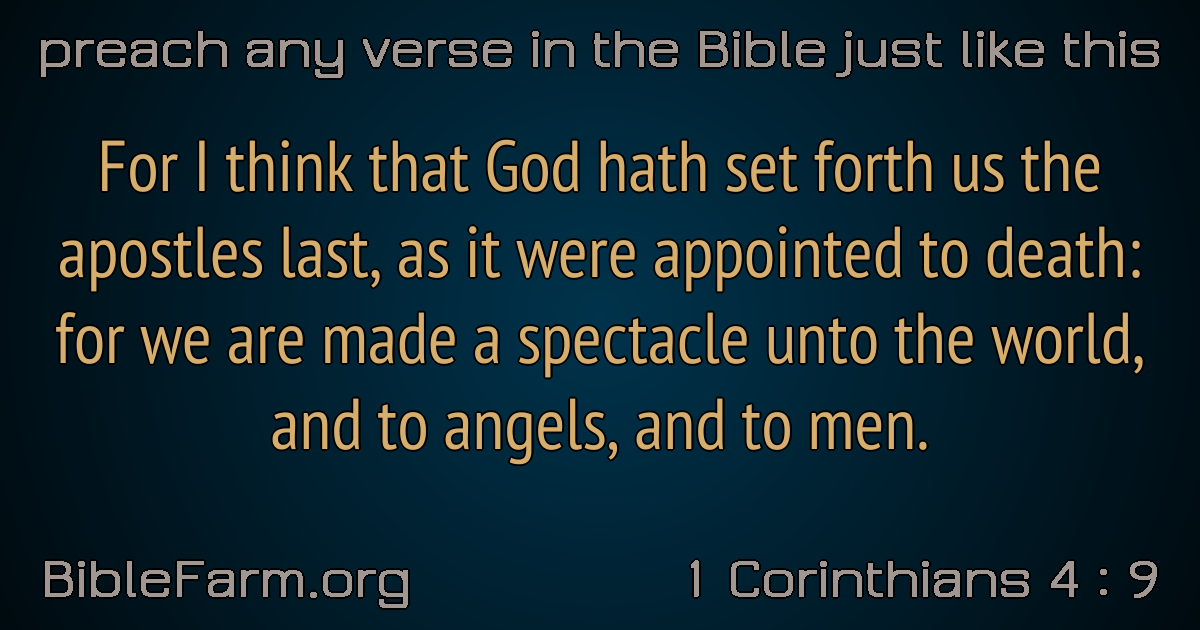 preach any verse in the Bible just like this
For I think that God hath set forth us the
apostles last, as it were appointed to death:
for we are made a spectacle unto the world,
and to angels, and to men.
BibleFarm.org
1 Corinthians 4 : 9